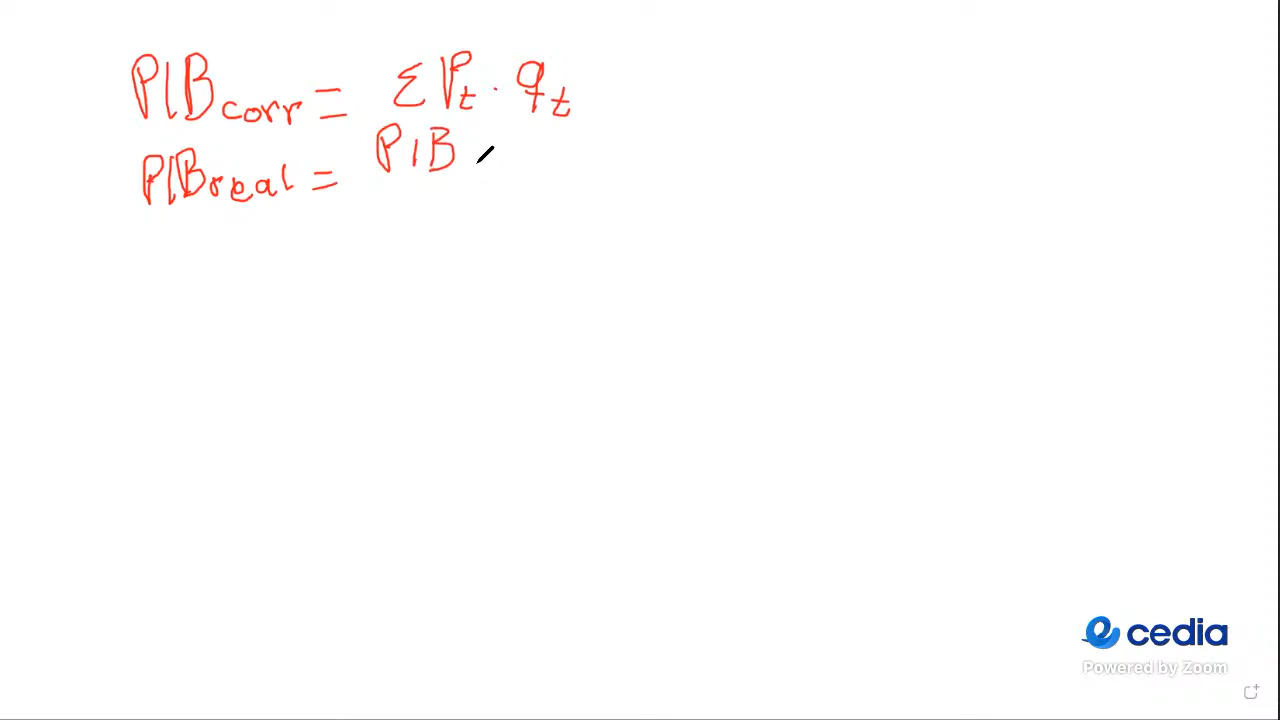 PIB corr = Σ Pt · qt
PIB real = PIB
cedia
Powered by Zoom